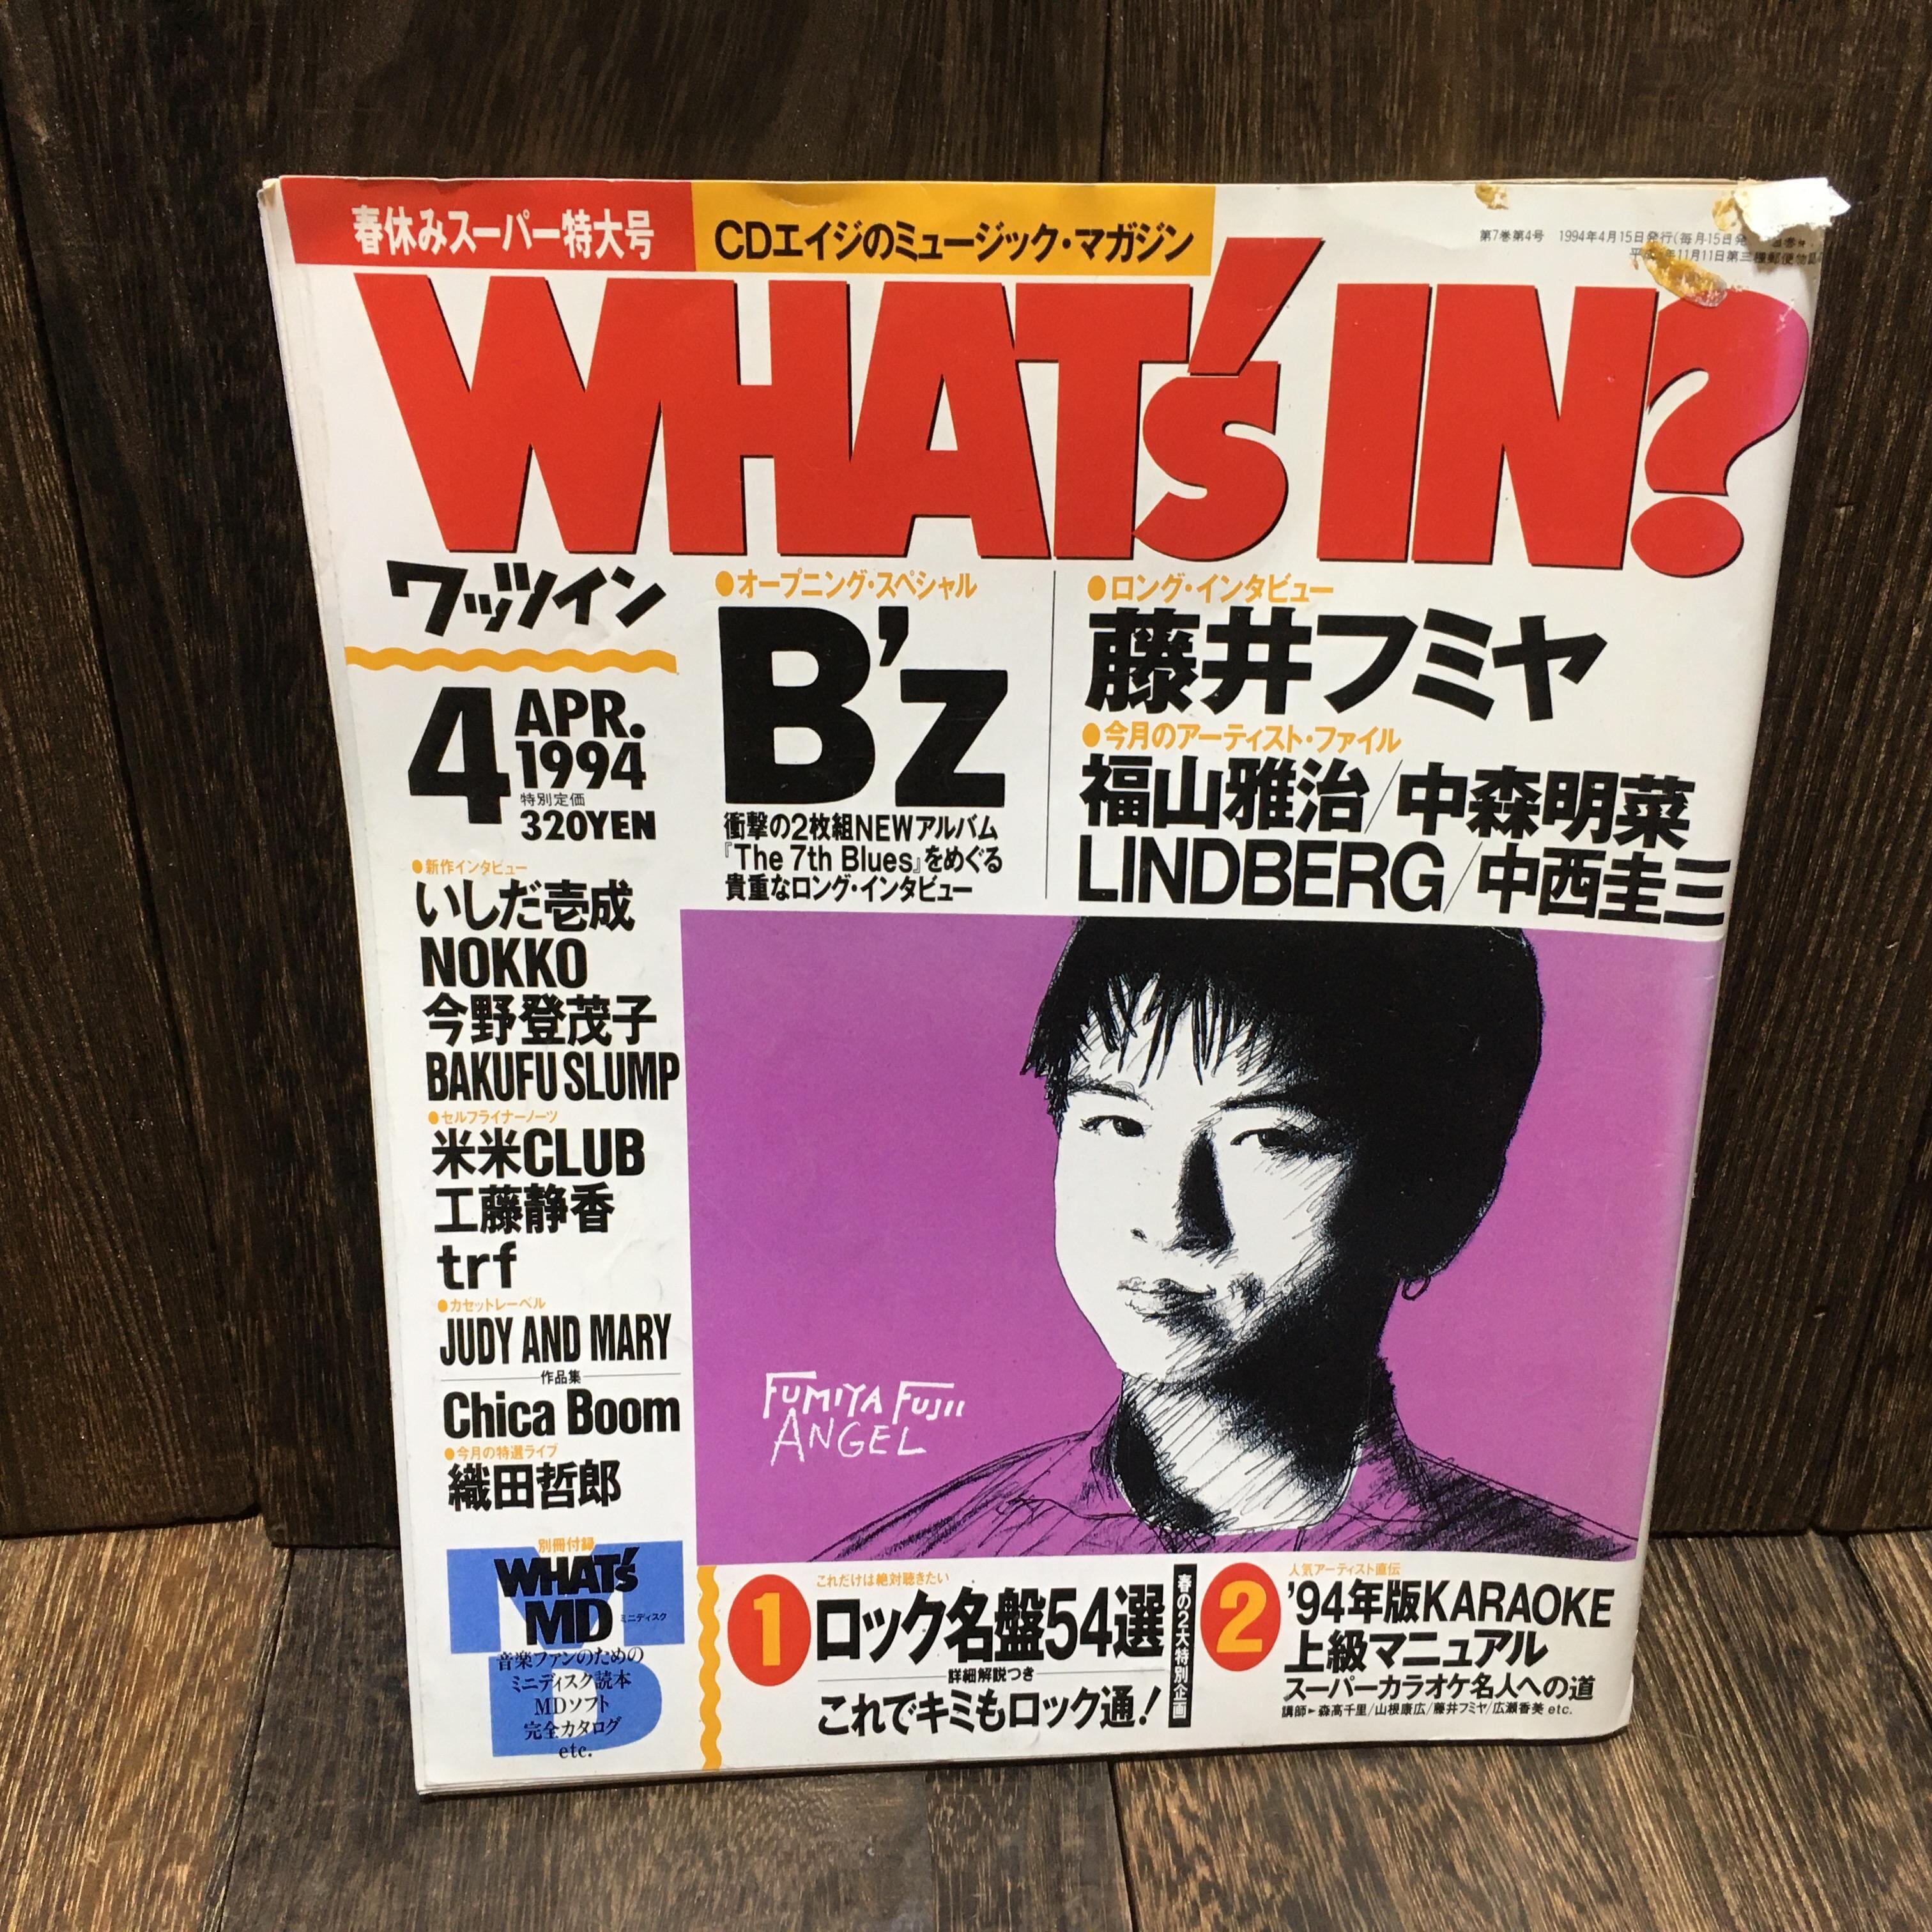 春休みスーパー特大号
CDエイジのミュージック・マガジン
第7巻第4号 1994年4月15日発行(毎月15日発
年11月11日第三種郵便物
WHAT's IN?
ワッツイン
4 APR.
1994
特別定価
320YEN
●オープニング・スペシャル
B'z
衝撃の2枚組NEWアルバム
『The 7th Blues』をめぐる
貴重なロング・インタビュー
●ロング・インタビュー
藤井フミヤ
●今月のアーティスト・ファイル
福山雅治/中森明菜
LINDBERG/中西圭三
●新作インタビュー
いしだ壱成
NOKKO
今野登茂子
BAKUFU SLUMP
●セルフライナーノーツ
米米CLUB
工藤静香
trf
●カセットレーベル
JUDY AND MARY
作品集
Chica Boom
●今月の特選ライブ
織田哲郎
FUMIYA FUJII
ANGEL
別冊付録
WHAT's
MD ミニディスク
音楽ファンのための
ミニディスク読本
MDソフト
完全カタログ
etc.
1
これだけは絶対聴きたい
ロック名盤54選
詳細解説つき
これでキミもロック通!
春の2大特別企画
2
人気アーティスト直伝
'94年版KARAOKE
上級マニュアル
スーパーカラオケ名人への道
講師►森高千里/山根康広/藤井フミヤ/広瀬香美 etc.